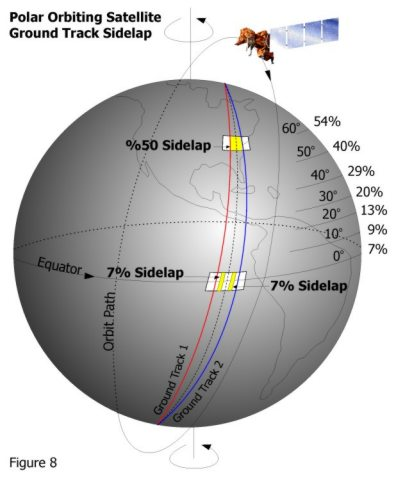 Polar Orbiting Satellite
Ground Track Sidelap
60° 54%
%50 Sidelap
50° 40%
40° 29%
30° 20%
20° 13%
10° 9%
0° 7%
Equator
7% Sidelap
7% Sidelap
Orbit Path
Ground Track 1
Ground Track 2
Figure 8